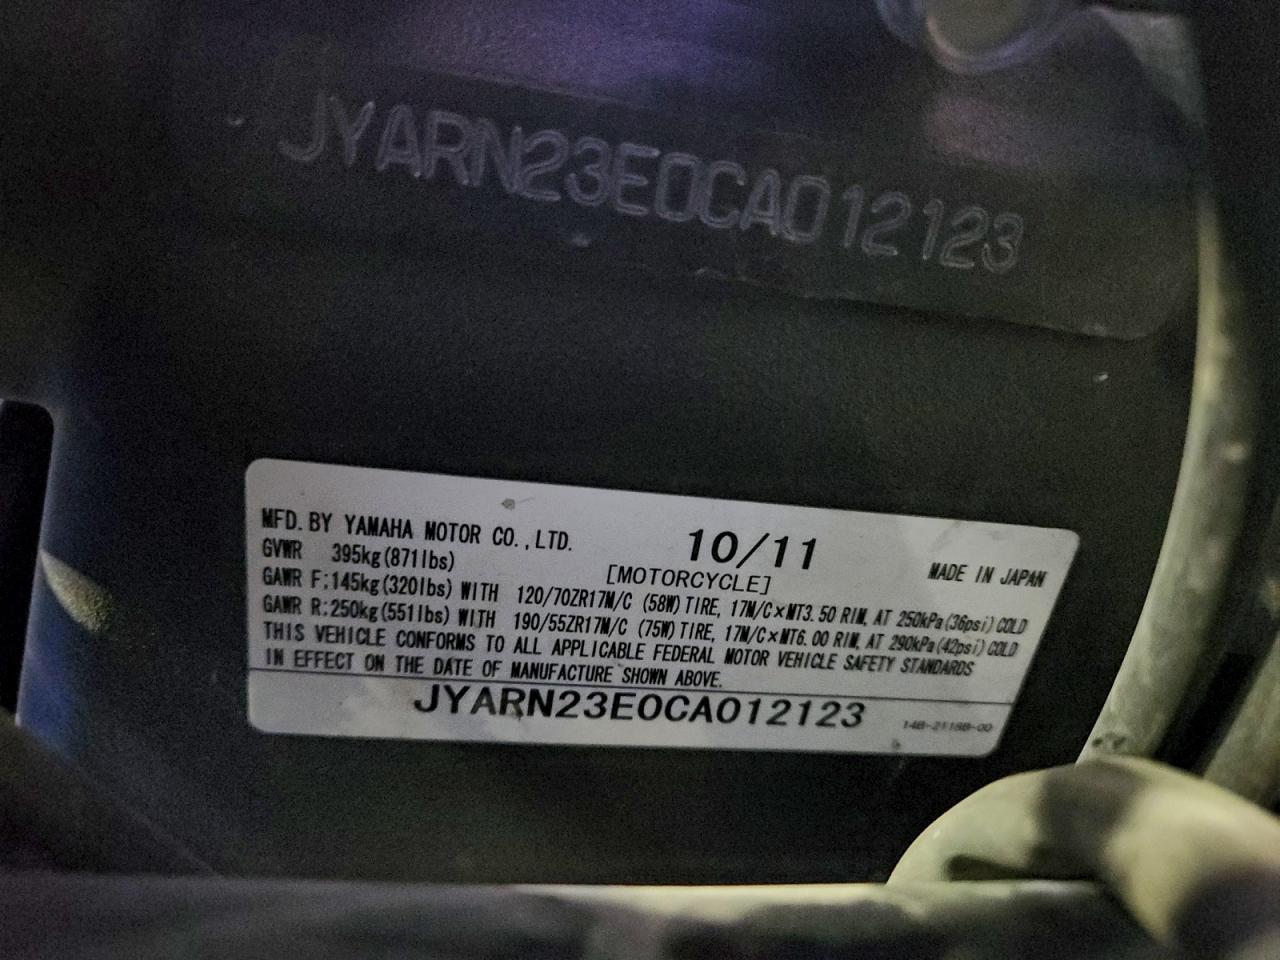 JYARN23E0CA012123
MFD. BY YAMAHA MOTOR CO., LTD.
10/11
GVWR 395kg(871lbs)
[MOTORCYCLE]
MADE IN JAPAN
GAWR F:145kg(320lbs) WITH 120/70ZR17M/C (58W) TIRE, 17M/C×MT3.50 RIM, AT 250kPa(36psi) COLD
GAWR R:250kg(551lbs) WITH 190/55ZR17M/C (75W) TIRE, 17M/C×MT6.00 RIM, AT 290kPa(42psi) COLD
THIS VEHICLE CONFORMS TO ALL APPLICABLE FEDERAL MOTOR VEHICLE SAFETY STANDARDS
IN EFFECT ON THE DATE OF MANUFACTURE SHOWN ABOVE.
JYARN23E0CA012123
14B-2118B-00